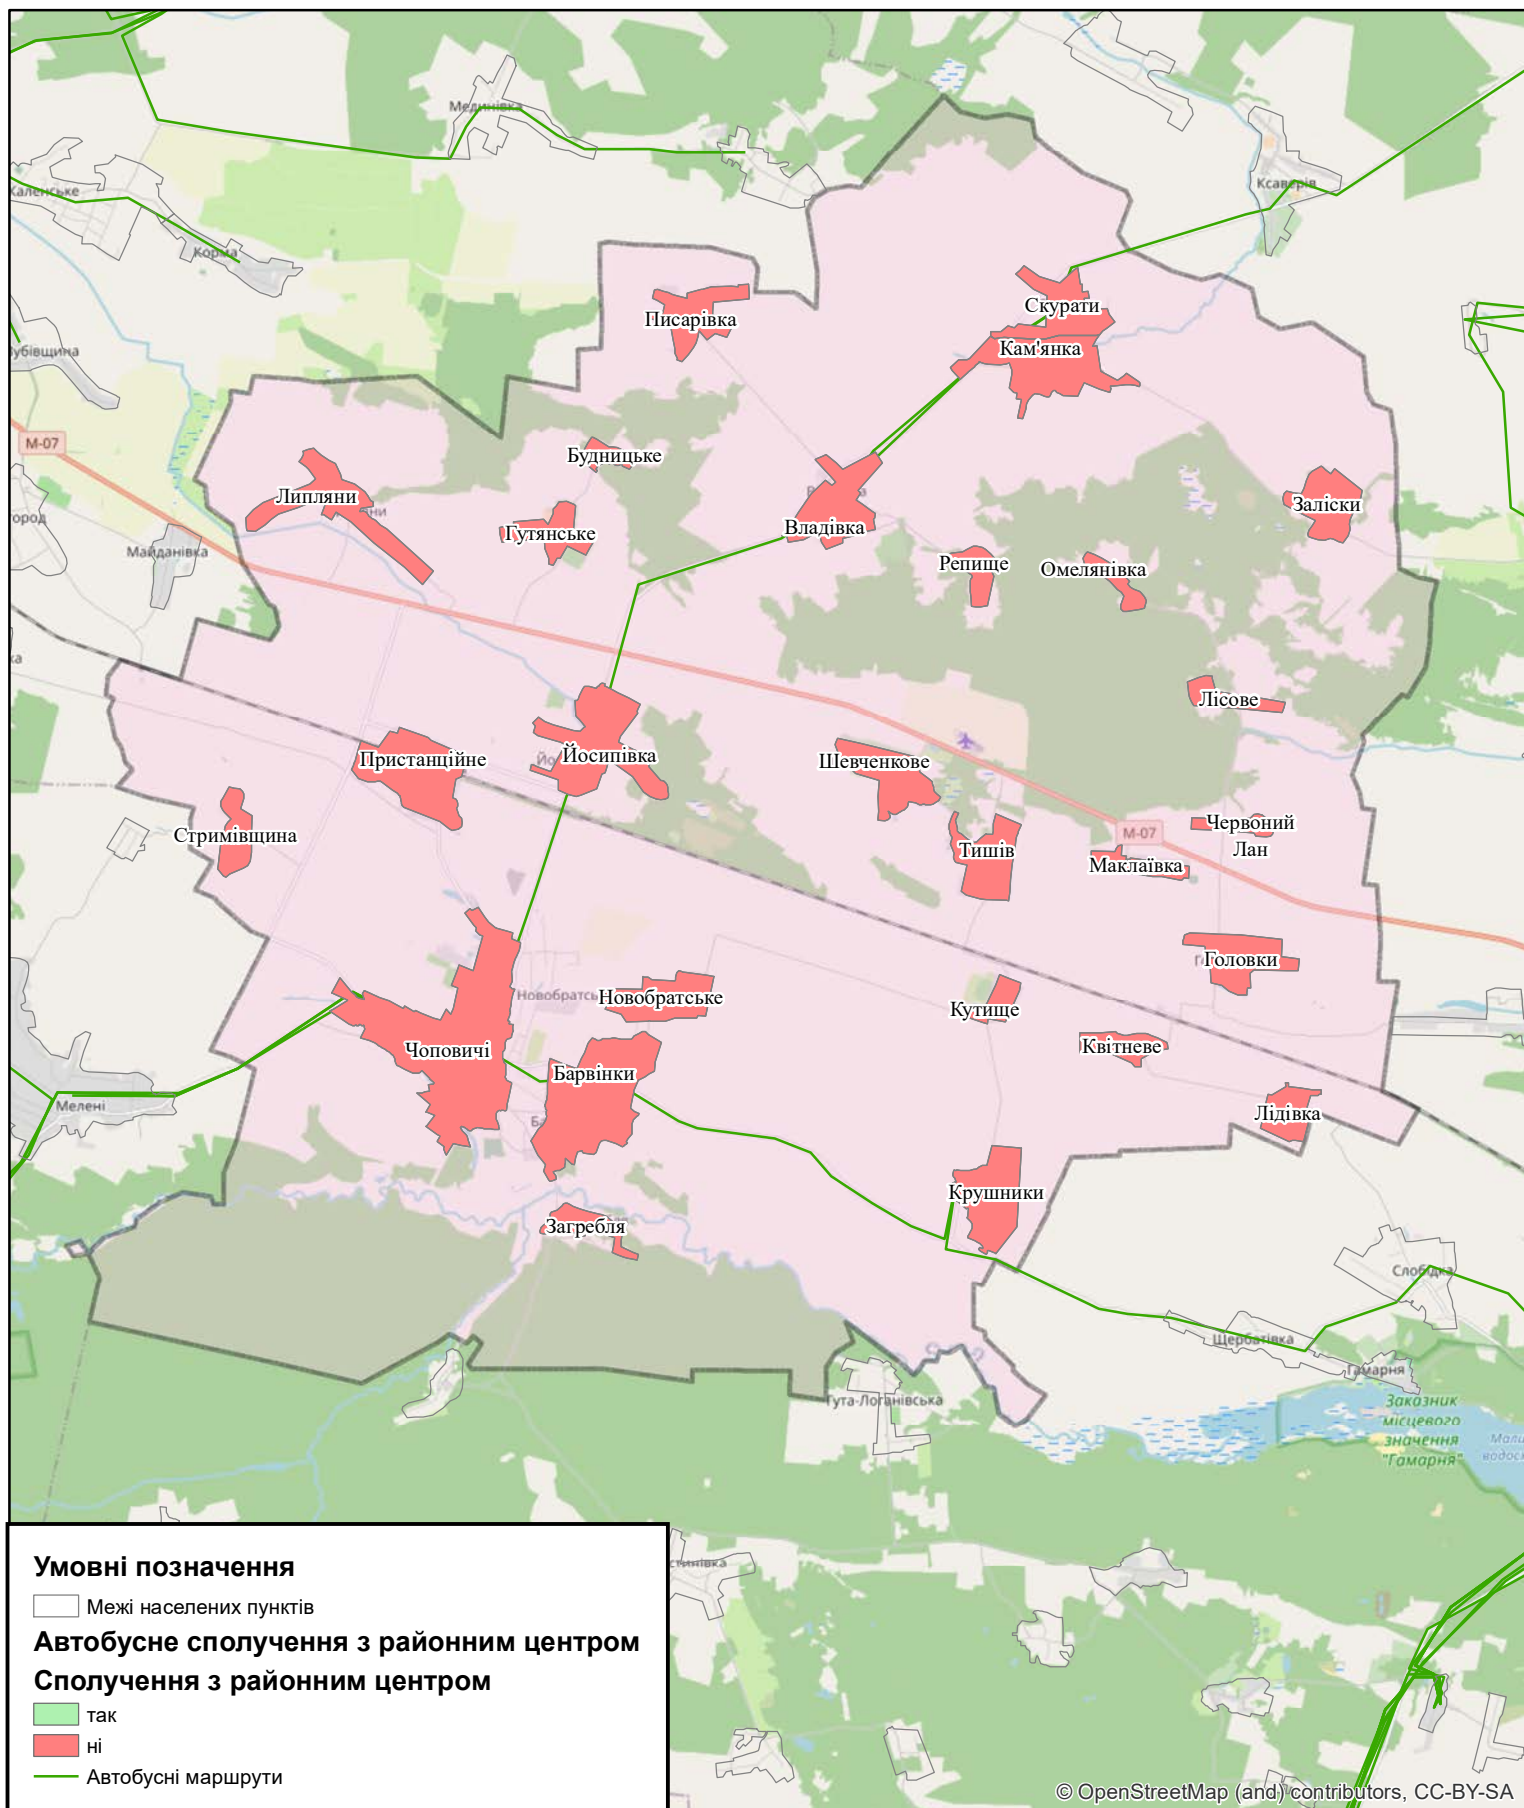 Мединівка
Ксаверів
Каленське
Корма
Скурати
Писарівка
Кам'янка
М-07
Будницьке
Липляни
Заліски
Владівка
Гутянське
Майданівка
Репище
Омелянівка
Лісове
Йосипівка
Пристанційне
Шевченкове
Червоний
Лан
М-07
Стримівщина
Тишів
Маклаївка
Головки
Новобратське
Кутище
Чоповичі
Квітневе
Барвінки
Мелені
Лідівка
Крушники
Загребля
Слобідка
Щербатівка
Гамарня
Гута-Логанівська
Заказник
місцевого
значення
"Гамарня"
Умовні позначення
Межі населених пунктів
Автобусне сполучення з районним центром
Сполучення з районним центром
так
ні
Автобусні маршрути
© OpenStreetMap (and) contributors, CC-BY-SA